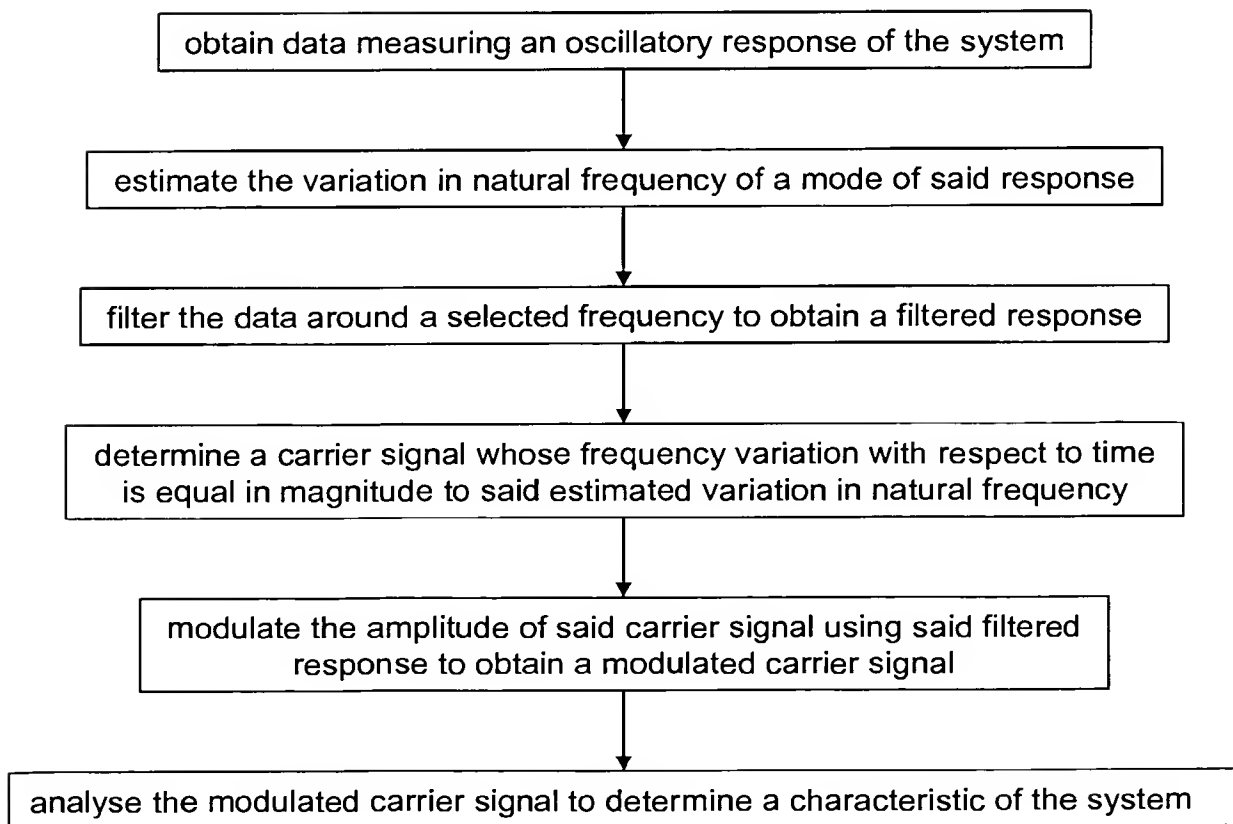 obtain data measuring an oscillatory response of the system
estimate the variation in natural frequency of a mode of said response
filter the data around a selected frequency to obtain a filtered response
determine a carrier signal whose frequency variation with respect to time
is equal in magnitude to said estimated variation in natural frequency
modulate the amplitude of said carrier signal using said filtered
response to obtain a modulated carrier signal
analyse the modulated carrier signal to determine a characteristic of the system